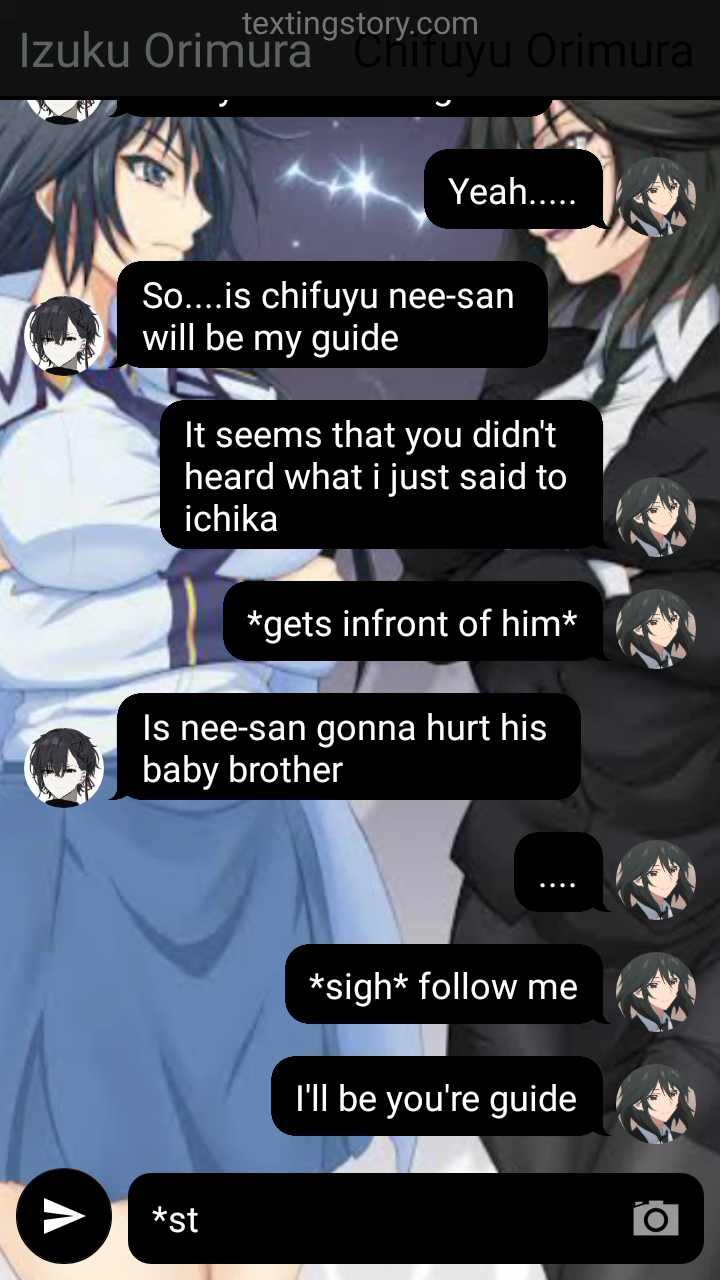 textingstory.com
Izuku Orimura Chifuyu Orimura
Yeah.....
So....is chifuyu nee-san
will be my guide
It seems that you didn't
heard what i just said to
ichika
*gets infront of him*
Is nee-san gonna hurt his
baby brother
....
*sigh* follow me
I'll be you're guide
*st